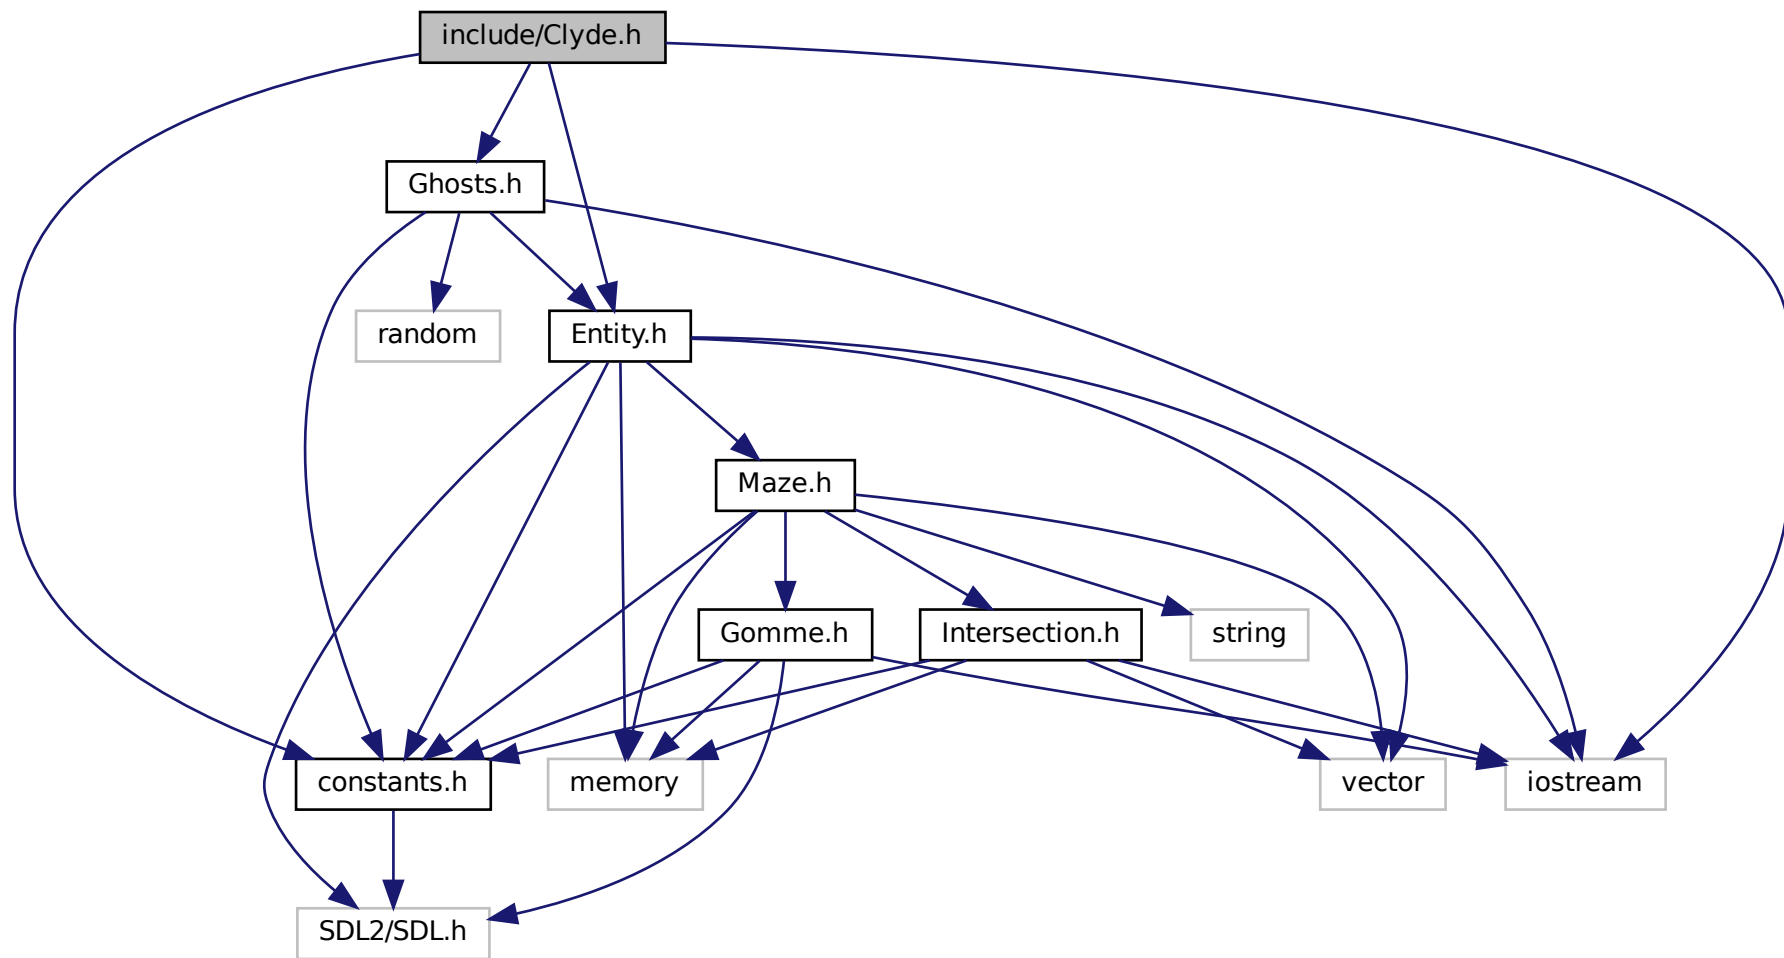 include/Clyde.h
Ghosts.h
random
Entity.h
Maze.h
Gomme.h
Intersection.h
string
constants.h
memory
vector
iostream
SDL2/SDL.h